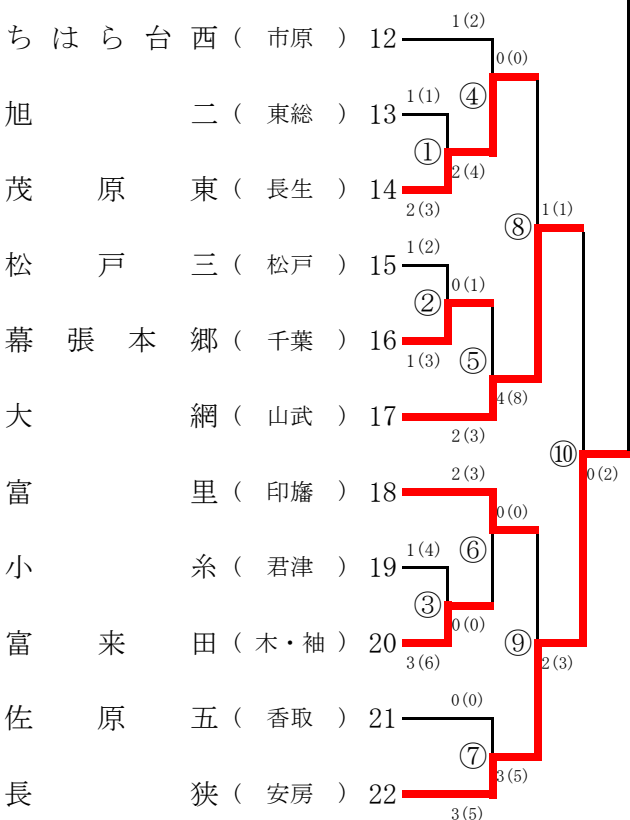 1(2)
ちはら台西（ 市原 ）12
0(0)
④
1(1)
旭二（ 東総 ）13
①
2(4)
茂原東（ 長生 ）14
2(3)
1(1)
⑧
1(2)
松戸三（ 松戸 ）15
0(1)
②
幕張本郷（ 千葉 ）16
1(3)
⑤
4(8)
大網（ 山武 ）17
2(3)
⑩
0(2)
2(3)
富里（ 印旛 ）18
0(0)
⑥
1(4)
小糸（ 君津 ）19
③
0(0)
富来田（ 木・袖 ）20
3(6)
⑨
2(3)
0(0)
佐原五（ 香取 ）21
⑦
3(5)
長狭（ 安房 ）22
3(5)